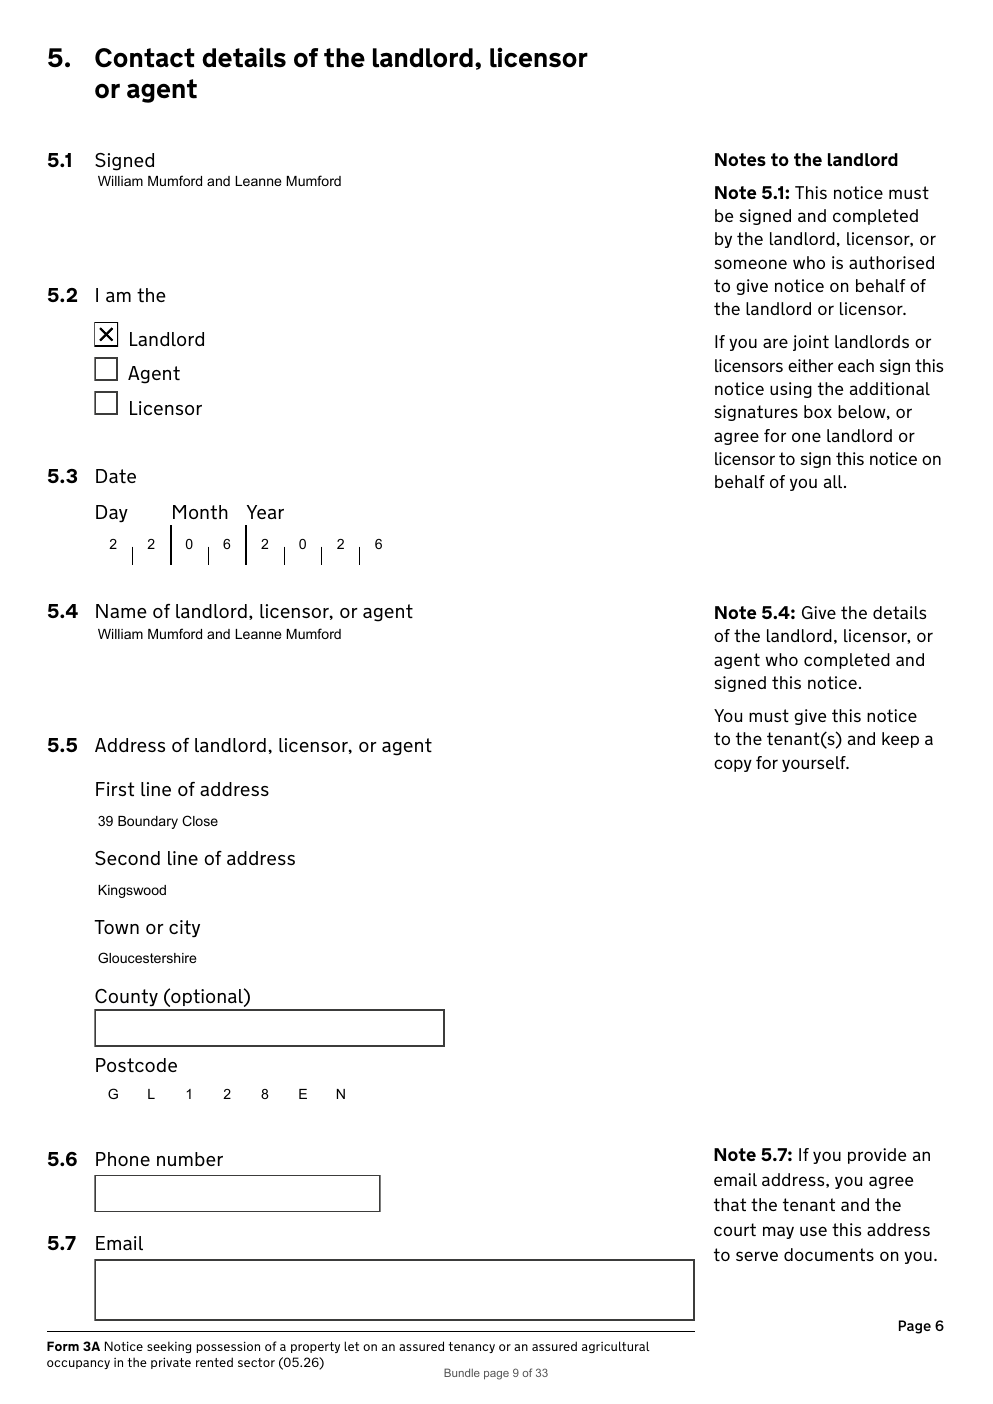 5. Contact details of the landlord, licensor
or agent
5.1 Signed
William Mumford and Leanne Mumford
5.2 I am the
Landlord
Agent
Licensor
5.3 Date
Day Month Year
2 2 0 6 2 0 2 6
5.4 Name of landlord, licensor, or agent
William Mumford and Leanne Mumford
5.5 Address of landlord, licensor, or agent
First line of address
39 Boundary Close
Second line of address
Kingswood
Town or city
Gloucestershire
County (optional)
Postcode
G L 1 2 8 E N
5.6 Phone number
5.7 Email
Notes to the landlord
Note 5.1: This notice must
be signed and completed
by the landlord, licensor, or
someone who is authorised
to give notice on behalf of
the landlord or licensor.
If you are joint landlords or
licensors either each sign this
notice using the additional
signatures box below, or
agree for one landlord or
licensor to sign this notice on
behalf of you all.
Note 5.4: Give the details
of the landlord, licensor, or
agent who completed and
signed this notice.
You must give this notice
to the tenant(s) and keep a
copy for yourself.
Note 5.7: If you provide an
email address, you agree
that the tenant and the
court may use this address
to serve documents on you.
Page 6
Form 3A Notice seeking possession of a property let on an assured tenancy or an assured agricultural
occupancy in the private rented sector (05.26)
Bundle page 9 of 33